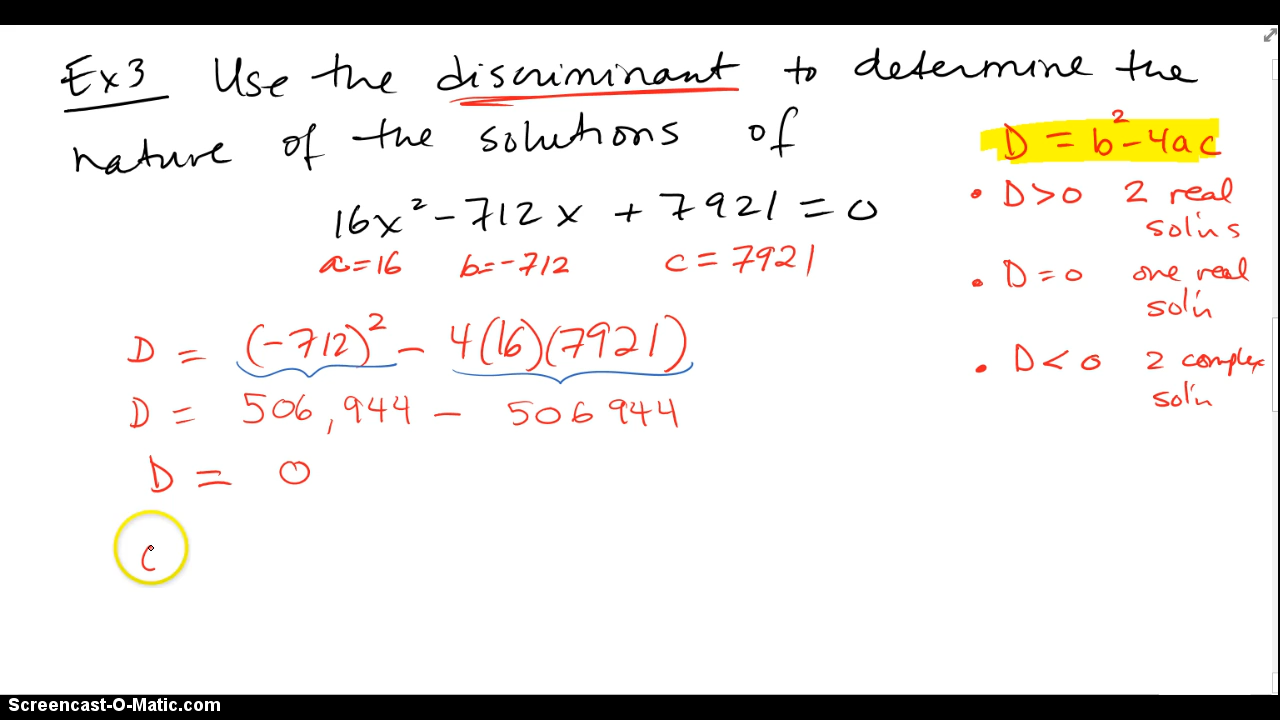 Ex3 Use the discriminant to determine the
nature of the solutions of
16x² - 712x + 7921 = 0
a=16 b=-712 c=7921
D = (-712)² - 4(16)(7921)
D = 506,944 - 506944
D = 0
D = b² - 4ac
• D>0 2 real
sol'ns
• D=0 one real
sol'n
• D<0 2 complex
sol'n
Screencast-O-Matic.com